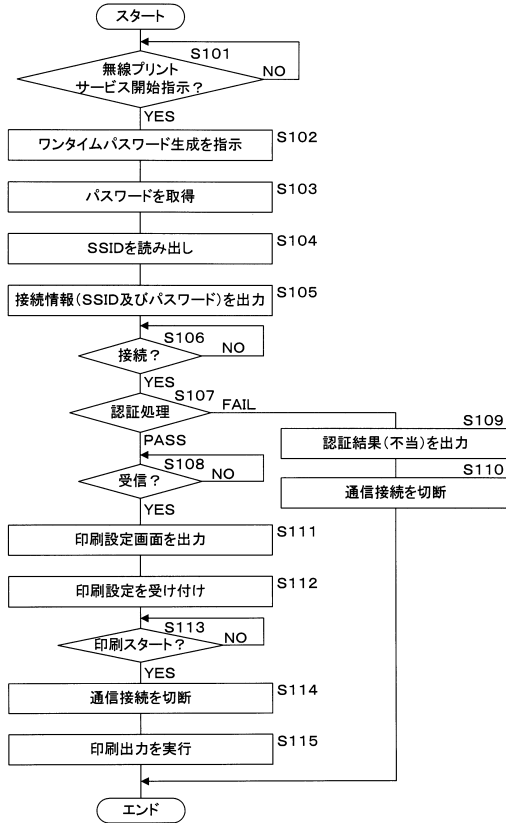 スタート
S101
無線プリント
サービス開始指示？
NO
YES
ワンタイムパスワード生成を指示
S102
パスワードを取得
S103
SSIDを読み出し
S104
接続情報(SSID及びパスワード)を出力
S105
S106
接続？
NO
YES
S107
認証処理
FAIL
PASS
S109
認証結果(不当)を出力
S108
受信？
NO
S110
通信接続を切断
YES
印刷設定画面を出力
S111
印刷設定を受け付け
S112
S113
印刷スタート？
NO
YES
通信接続を切断
S114
印刷出力を実行
S115
エンド